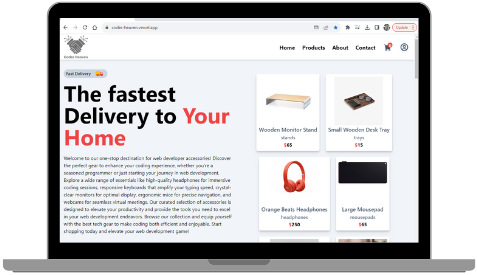 coder-heaven.vercel.app
Update
Coder heaven
Home Products About Contact
Fast Delivery
The fastest
Delivery to Your
Home
Welcome to our one-stop destination for web developer accessories! Discover
the perfect gear to enhance your coding experience, whether you're a
seasoned programmer or just starting your journey in web development.
Explore a wide range of essentials like high-quality headphones for immersive
coding sessions, responsive keyboards that amplify your typing speed, crystal-
clear monitors for optimal display, ergonomic mice for precise navigation, and
webcams for seamless virtual meetings. Our curated selection of accessories is
designed to elevate your productivity and provide the tools you need to excel
in your web development endeavors. Browse our collection and equip yourself
with the best tech gear to make coding both efficient and enjoyable. Start
shopping today and elevate your web development game!
Wooden Monitor Stand
stands
$65
Small Wooden Desk Tray
trays
$15
Orange Beats Headphones
headphones
$250
Large Mousepad
mousepads
$65